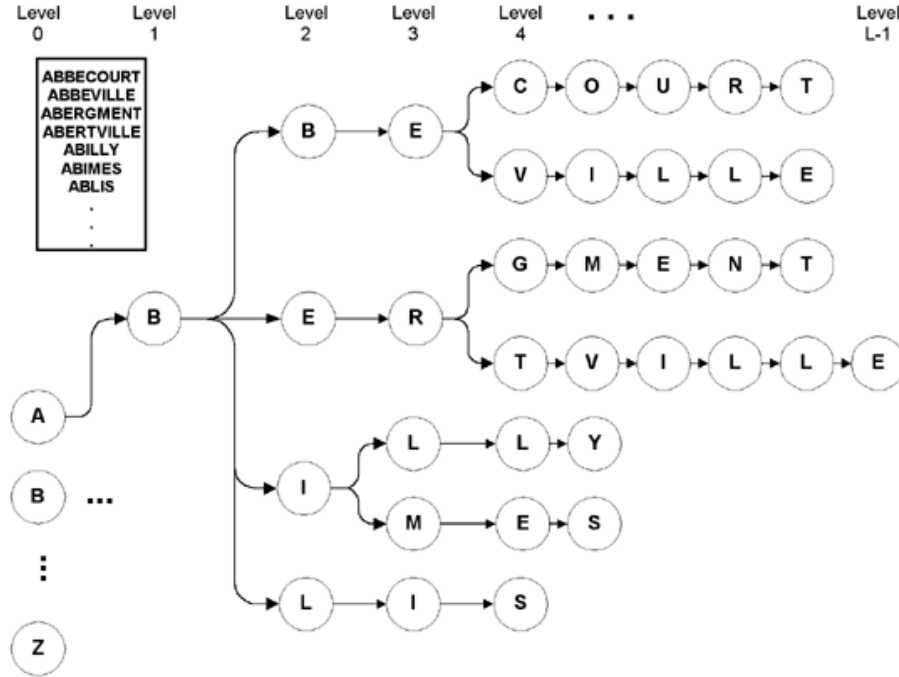 Level Level Level Level Level . . . Level
0 1 2 3 4 L-1
ABBECOURT
ABBEVILLE
ABERGMENT
ABERTVILLE
ABILLY
ABIMES
ABLIS
.
.
.
C O U R T
B E
V I L L E
G M E N T
B E R
T V I L L E
A
L L Y
I
B ...
M E S
⋮
L I S
Z